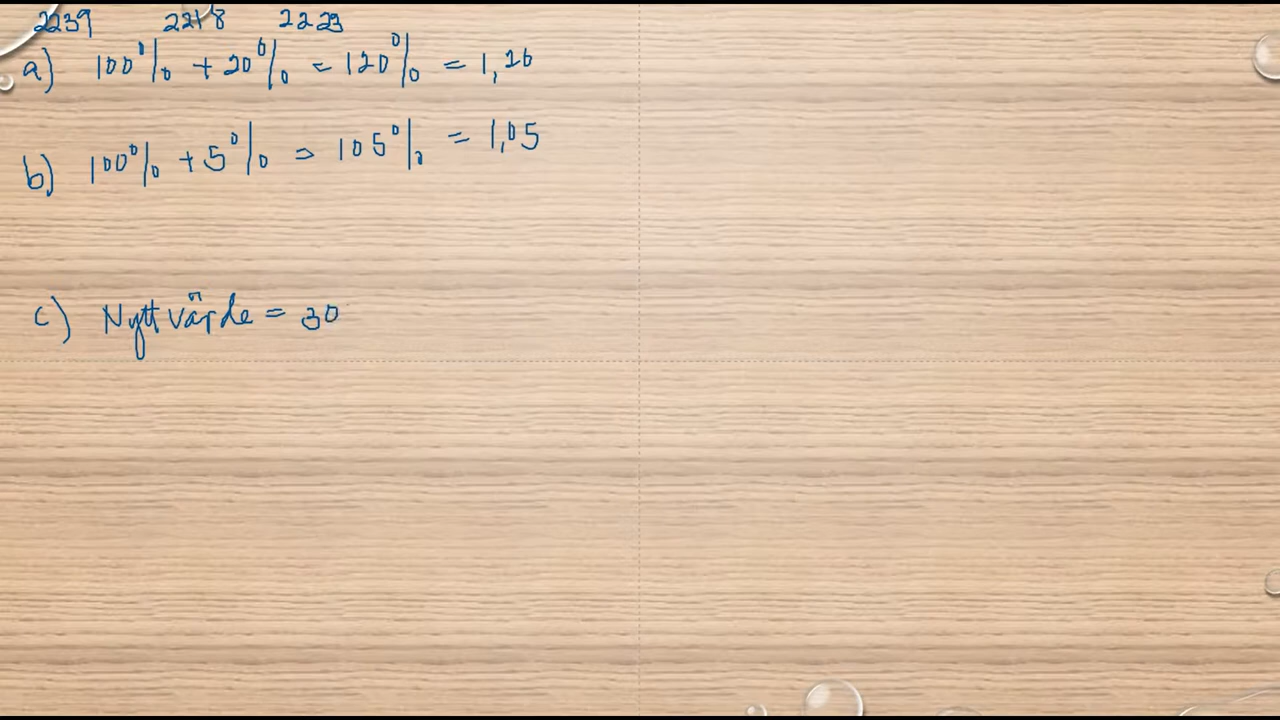 2239 2218 2223
a) 100% + 20% = 120% = 1,20
b) 100% + 5% = 105% = 1,05
c) Nytt värde = 30